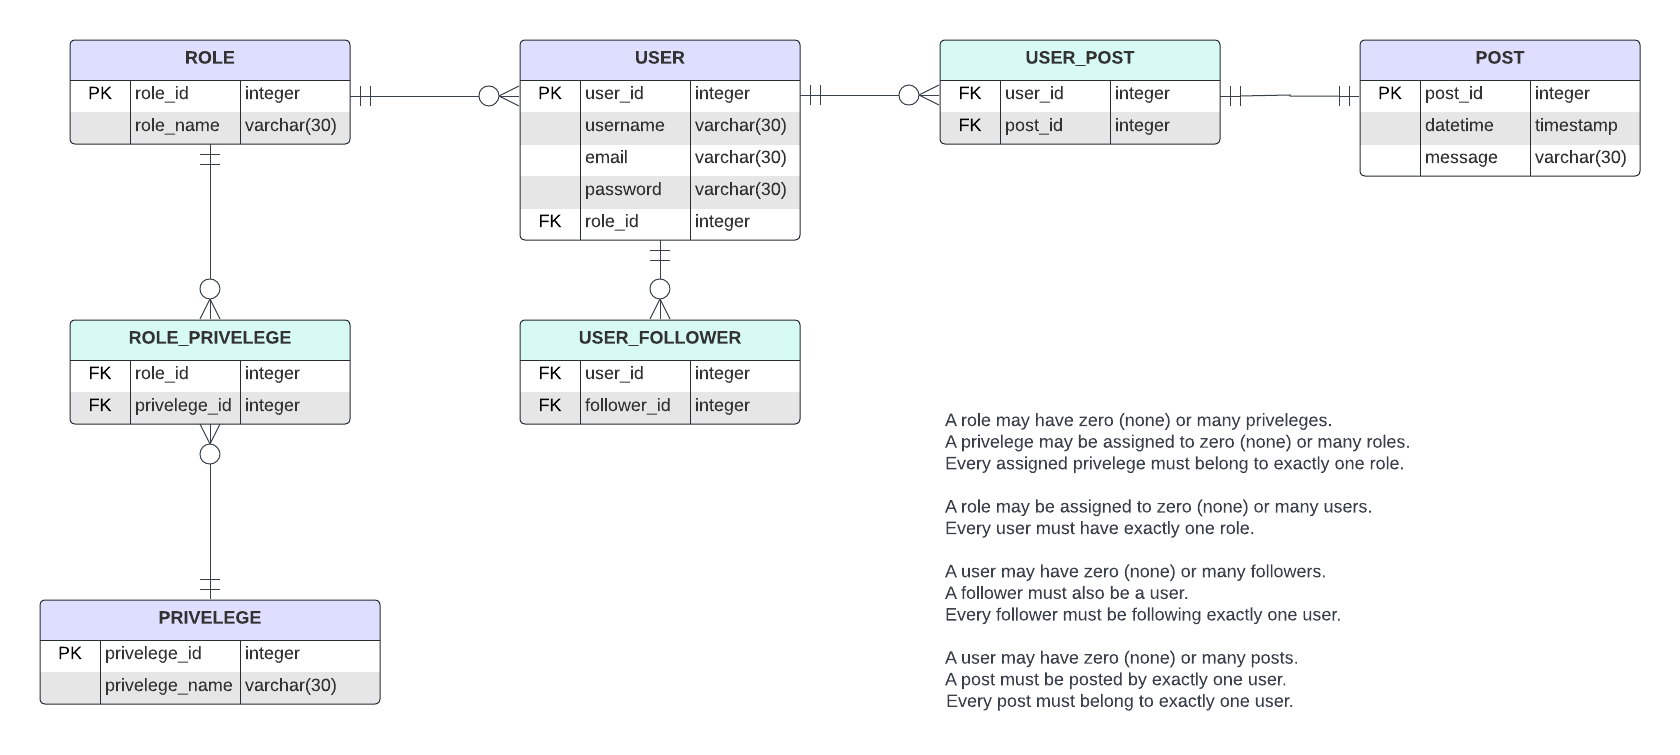 ROLE
PK role_id integer
role_name varchar(30)
USER
PK user_id integer
username varchar(30)
email varchar(30)
password varchar(30)
FK role_id integer
USER_POST
FK user_id integer
FK post_id integer
POST
PK post_id integer
datetime timestamp
message varchar(30)
ROLE_PRIVELEGE
FK role_id integer
FK privelege_id integer
USER_FOLLOWER
FK user_id integer
FK follower_id integer
PRIVELEGE
PK privelege_id integer
privelege_name varchar(30)
A role may have zero (none) or many priveleges.
A privelege may be assigned to zero (none) or many roles.
Every assigned privelege must belong to exactly one role.
A role may be assigned to zero (none) or many users.
Every user must have exactly one role.
A user may have zero (none) or many followers.
A follower must also be a user.
Every follower must be following exactly one user.
A user may have zero (none) or many posts.
A post must be posted by exactly one user.
Every post must belong to exactly one user.